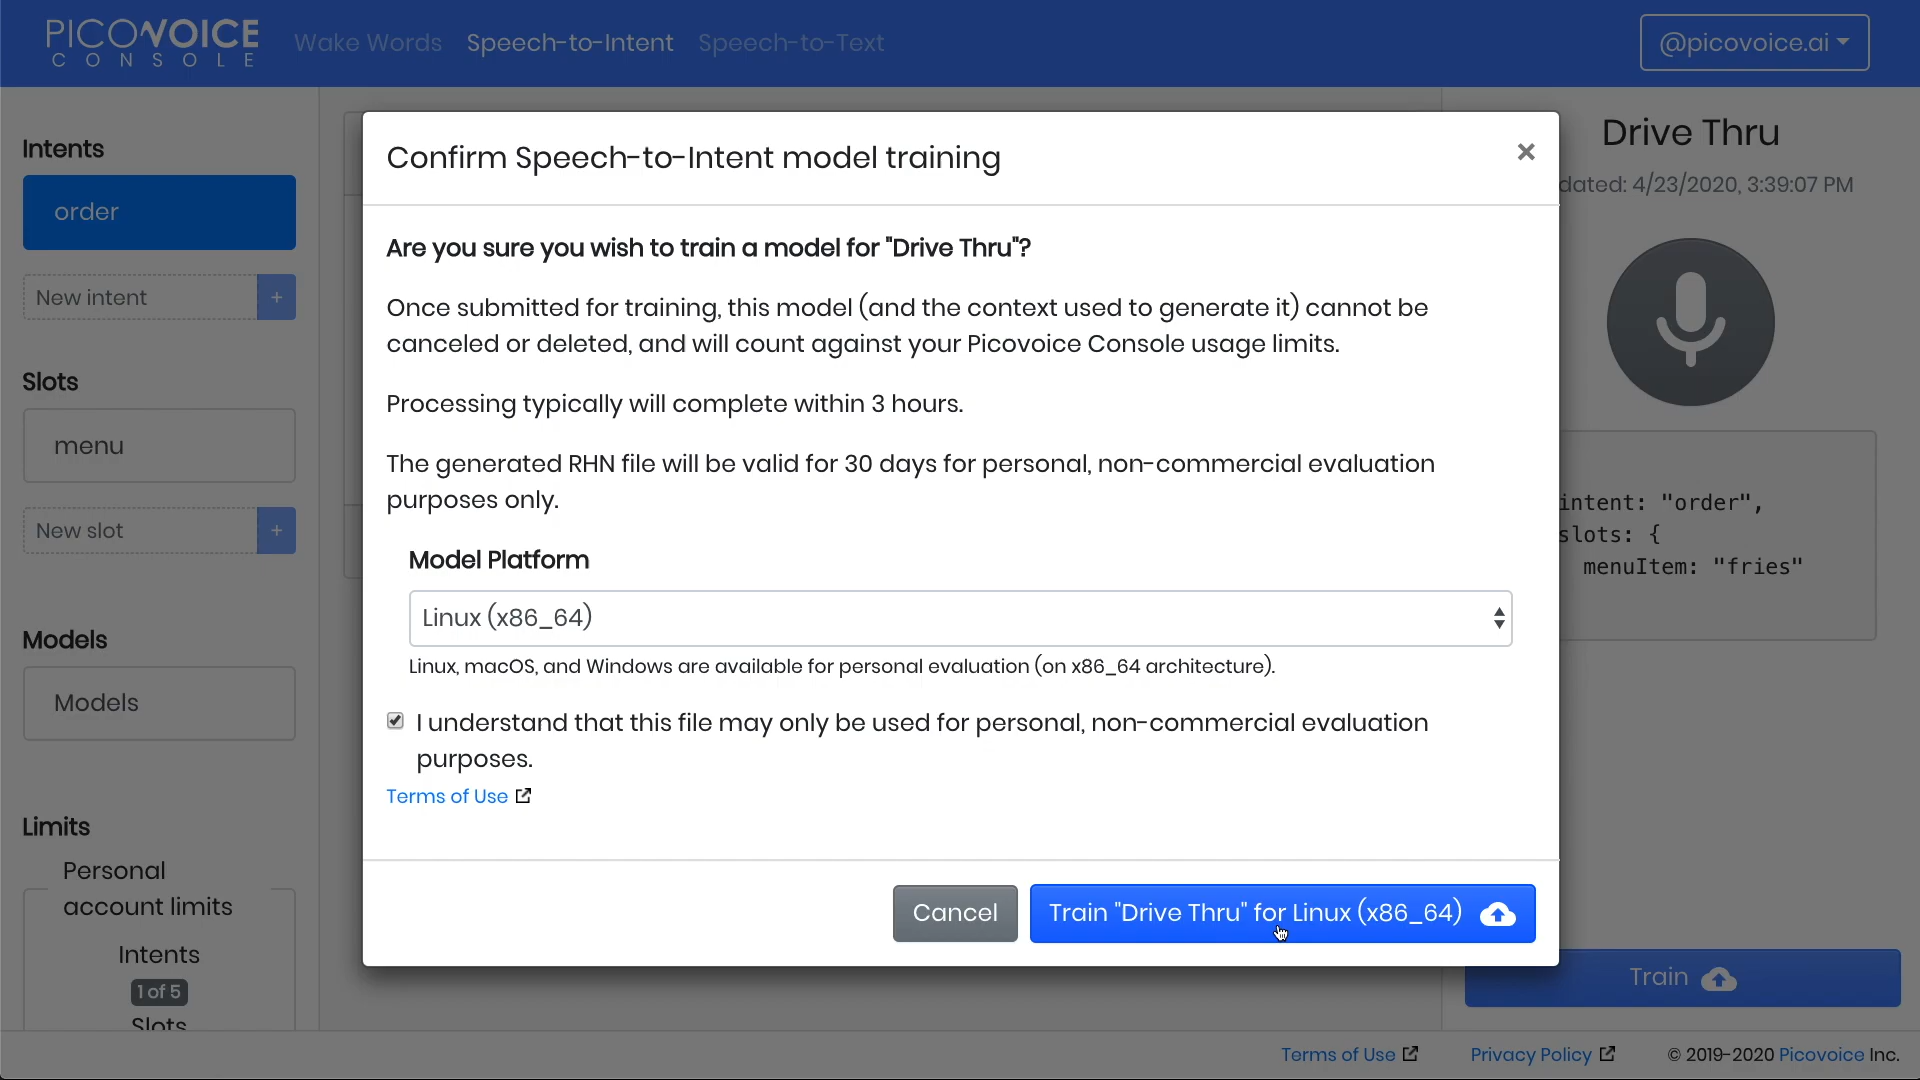 PICOVOICE
CONSOLE
Wake Words
Speech-to-Intent
Speech-to-Text
@picovoice.ai
Intents
order
New intent
+
Slots
menu
New slot
+
Models
Models
Limits
Personal
account limits
Intents
1 of 5
Slots
Confirm Speech-to-Intent model training
×
Are you sure you wish to train a model for "Drive Thru"?
Once submitted for training, this model (and the context used to generate it) cannot be
canceled or deleted, and will count against your Picovoice Console usage limits.
Processing typically will complete within 3 hours.
The generated RHN file will be valid for 30 days for personal, non-commercial evaluation
purposes only.
Model Platform
Linux (x86_64)
Linux, macOS, and Windows are available for personal evaluation (on x86_64 architecture).
I understand that this file may only be used for personal, non-commercial evaluation
purposes.
Terms of Use
Cancel
Train "Drive Thru" for Linux (x86_64)
Drive Thru
dated: 4/23/2020, 3:39:07 PM
intent: "order",
slots: {
menuItem: "fries"
Train
Terms of Use
Privacy Policy
© 2019-2020 Picovoice Inc.